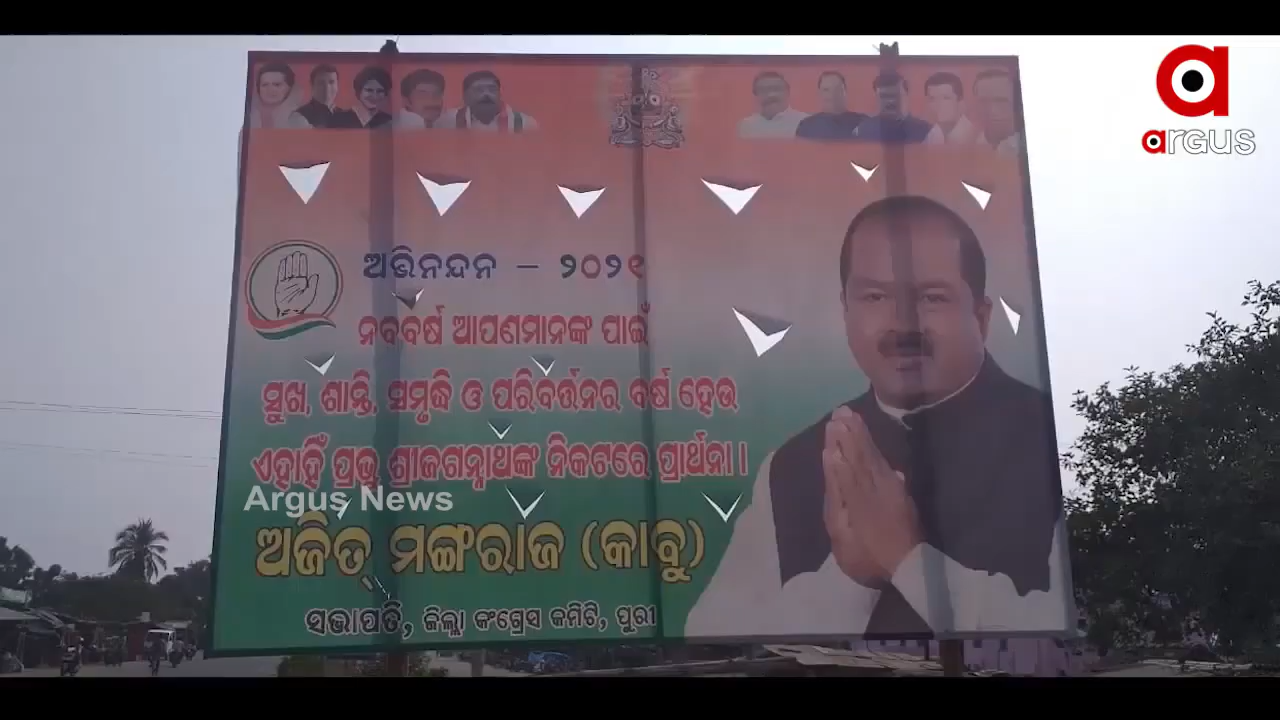 argus
ଅଭିନନ୍ଦନ – ୨୦୨୧
ନବବର୍ଷ ଆପଣମାନଙ୍କ ପାଇଁ
ସୁଖ, ଶାନ୍ତି, ସମୃଦ୍ଧି ଓ ପରିବର୍ତ୍ତନର ବର୍ଷ ହେଉ
ଏହାହିଁ ପ୍ରଭୁ ଶ୍ରୀଜଗନ୍ନାଥଙ୍କ ନିକଟରେ ପ୍ରାର୍ଥନା ।
Argus News
ଅଜିତ୍ ମଙ୍ଗରାଜ (କାବୁ)
ସଭାପତି, ଜିଲ୍ଲା କଂଗ୍ରେସ କମିଟି, ପୁରୀ